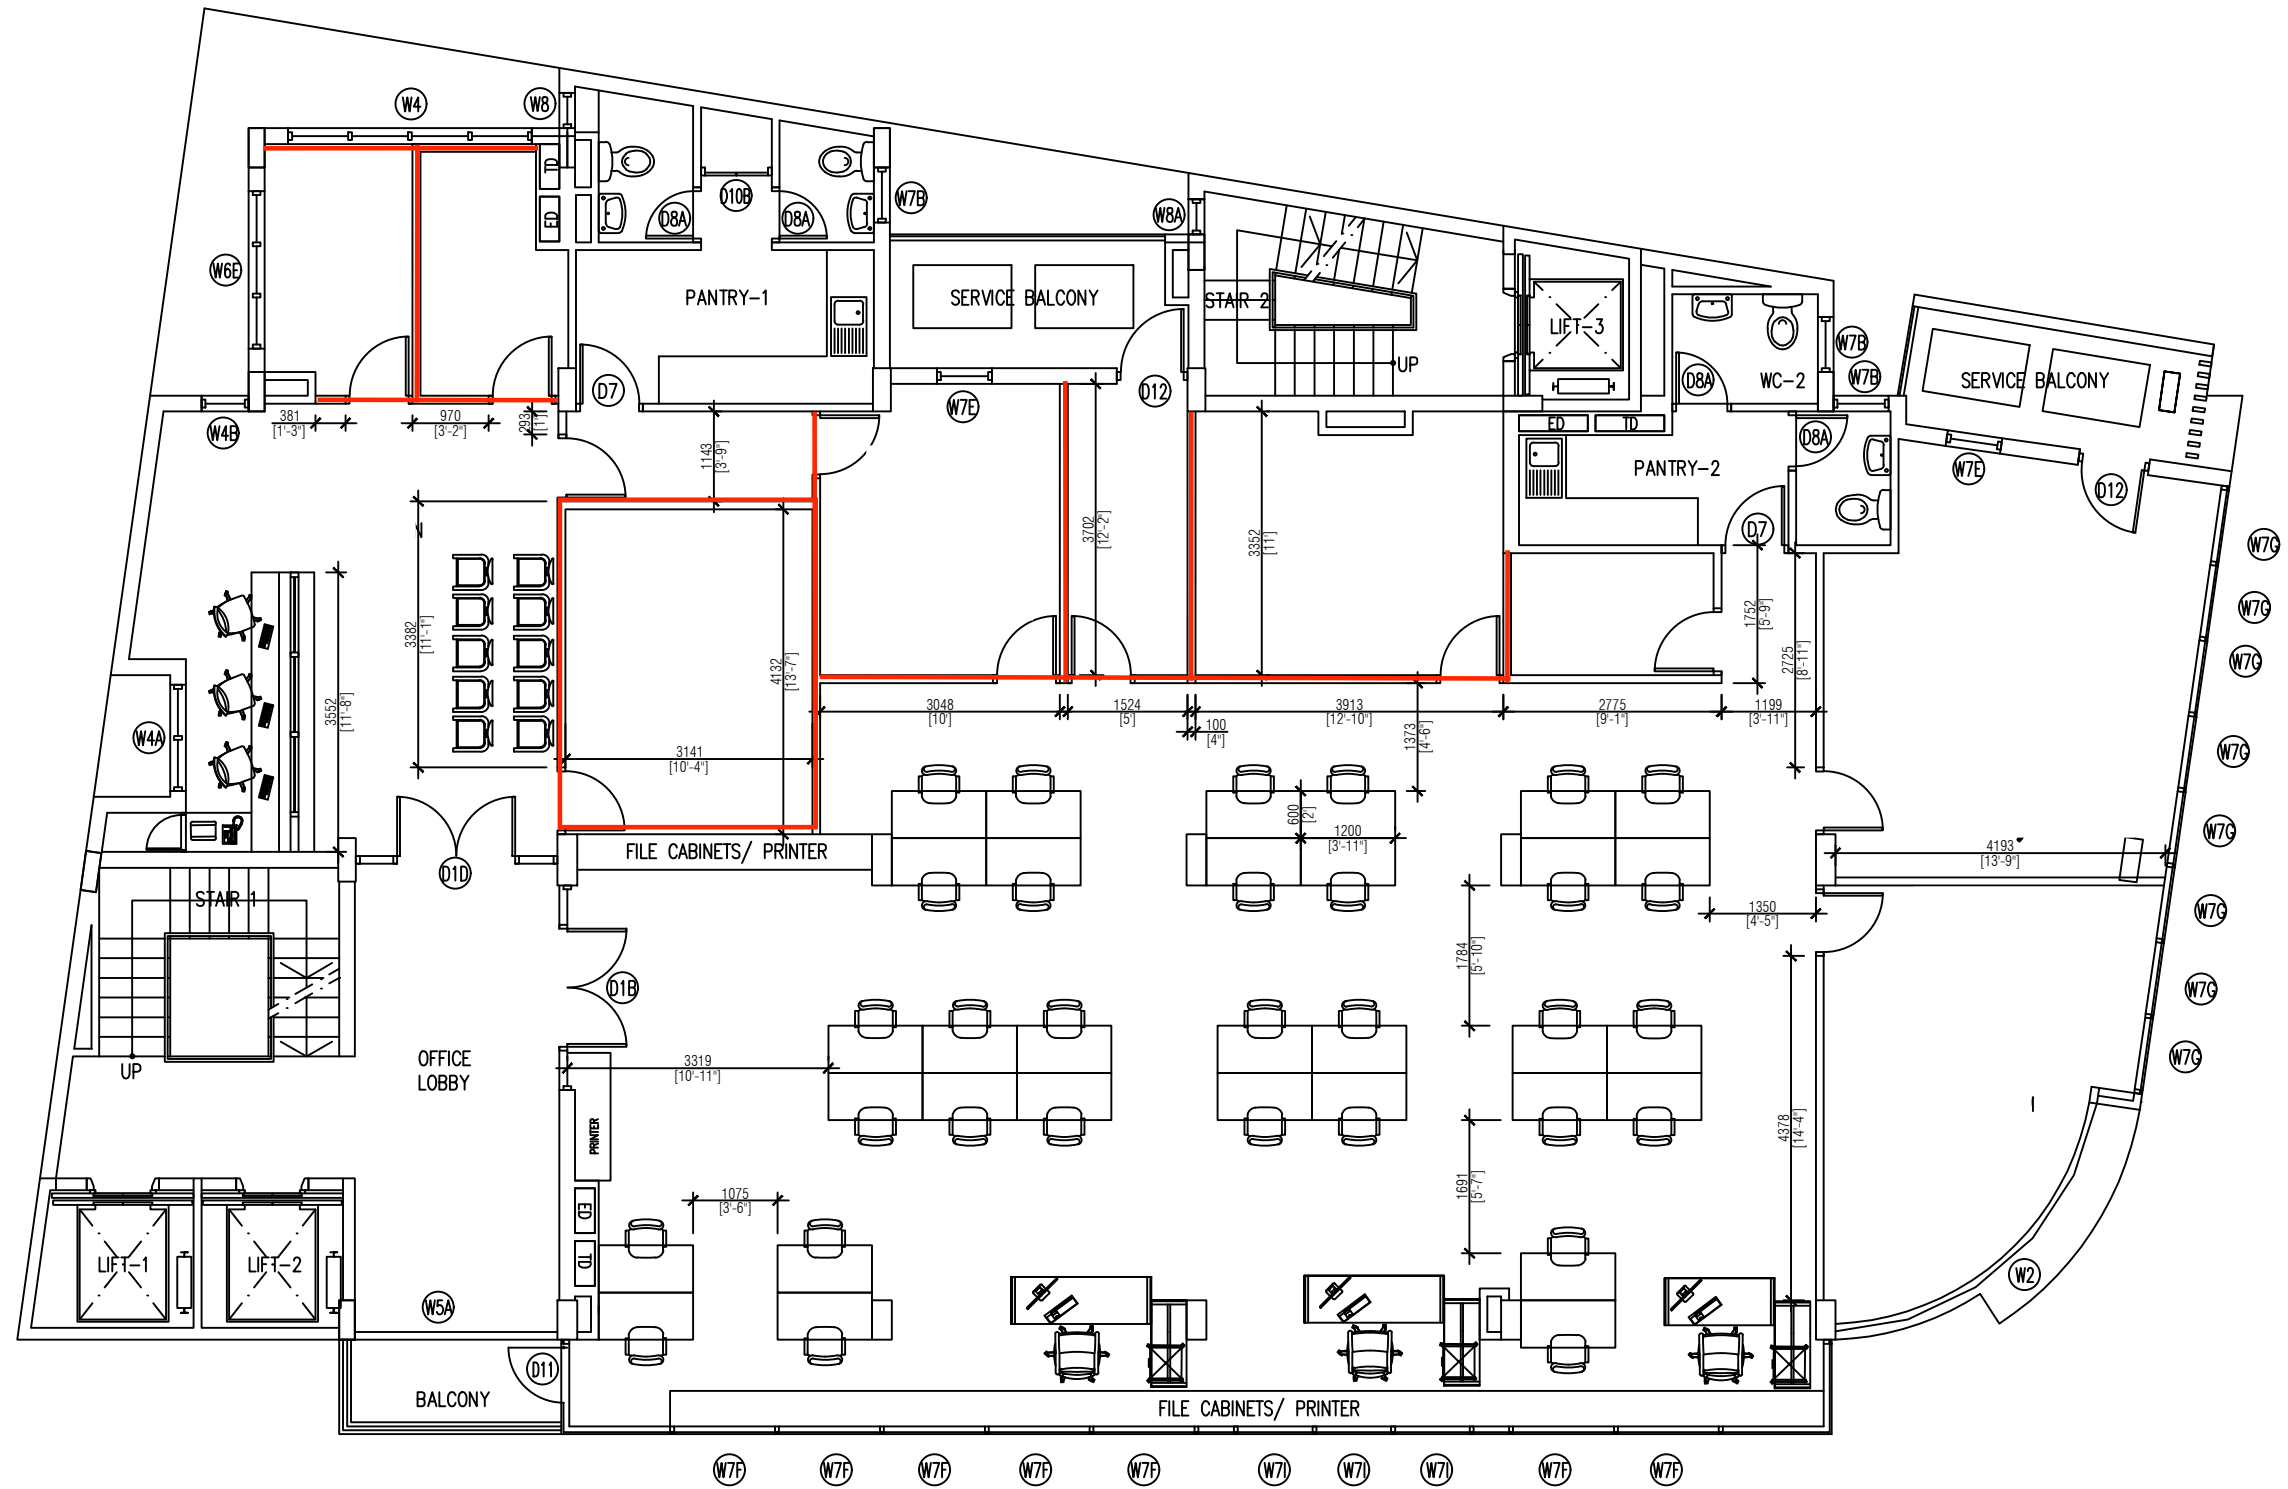 W4
W8
TD
ED
D8A
D10B
D8A
W7B
W8A
W6E
PANTRY-1
SERVICE BALCONY
STAIR 2
UP
LIFT-3
W7B
W7B
D8A
WC-2
SERVICE BALCONY
D7
W7E
D12
W4B
381
[1'-3"]
970
[3'-2"]
293
[1']
1143
[3'-9"]
ED
TD
D8A
PANTRY-2
W7E
D12
D7
W7G
W7G
W7G
W7G
W7G
W7G
W7G
W7G
3702
[12'-2"]
3352
[11']
1752
[5'-9"]
2725
[8'-11"]
3382
[11'-1"]
3552
[11'-8"]
4132
[13'-7"]
W4A
3141
[10'-4"]
3048
[10']
1524
[5']
100
[4"]
3913
[12'-10"]
1373
[4'-6"]
2775
[9'-1"]
1199
[3'-11"]
600
[2']
1200
[3'-11"]
FILE CABINETS/ PRINTER
D1D
4193
[13'-9"]
1350
[4'-5"]
STAIR 1
UP
D1B
1784
[5'-10"]
OFFICE
LOBBY
3319
[10'-11"]
PRINTER
1691
[5'-7"]
4378
[14'-4"]
1075
[3'-6"]
ED
TD
LIFT-1
LIFT-2
W5A
W2
D11
BALCONY
FILE CABINETS/ PRINTER
W7F
W7F
W7F
W7F
W7F
W7I
W7I
W7I
W7F
W7F